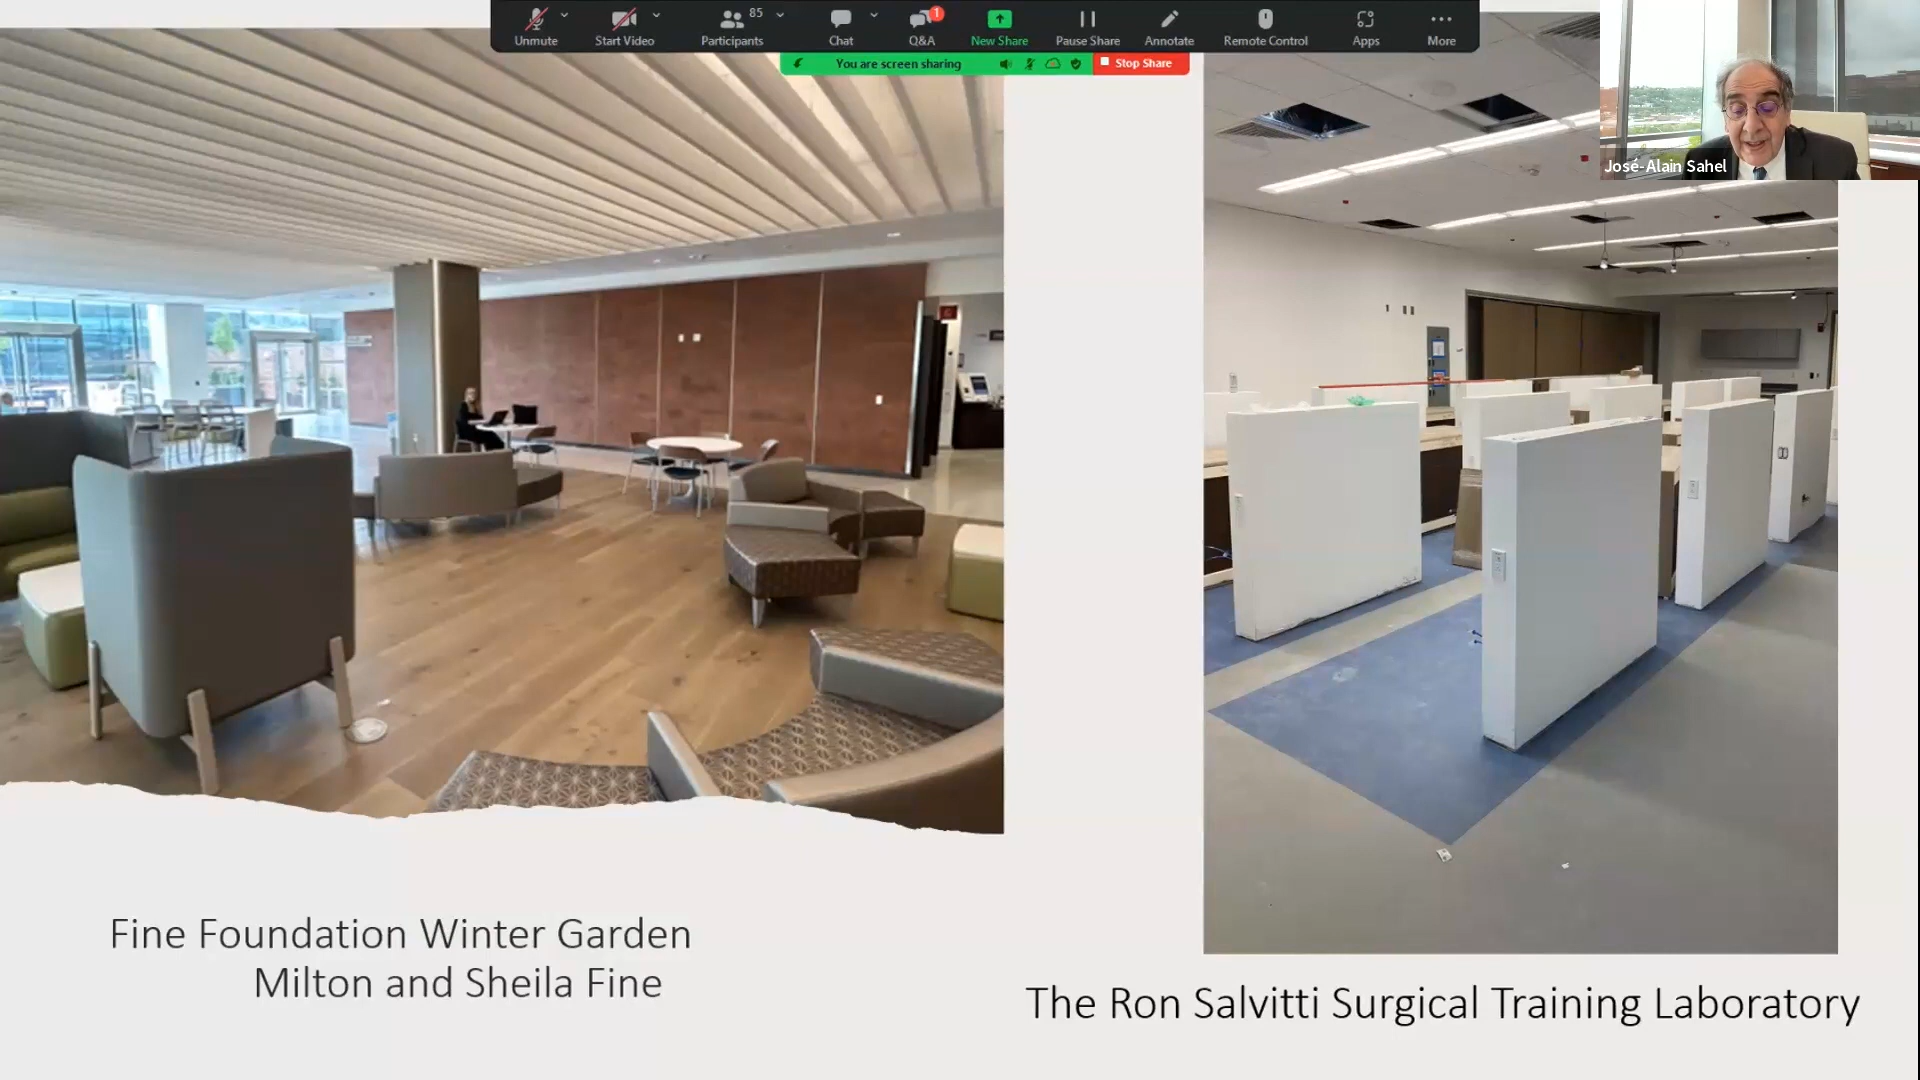 Unmute
Start Video
85
Participants
Chat
1
Q&A
New Share
Pause Share
Annotate
Remote Control
Apps
More
You are screen sharing
Stop Share
José-Alain Sahel
Fine Foundation Winter Garden
Milton and Sheila Fine
The Ron Salvitti Surgical Training Laboratory